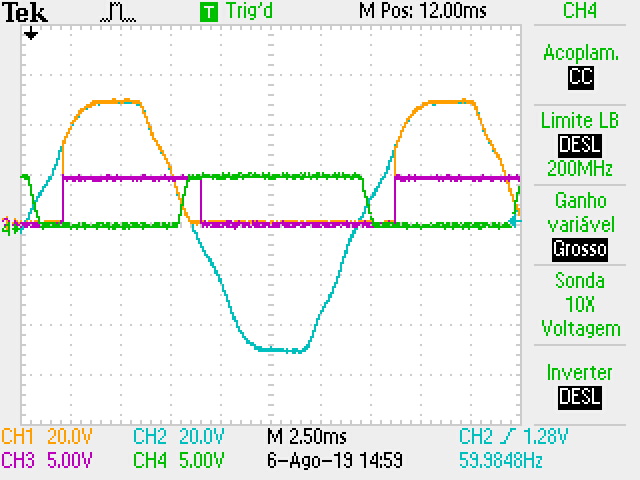 Tek T Trig'd M Pos: 12.00ms CH4
Acoplam.
CC
Limite LB
DESL
200MHz
Ganho
variável
Grosso
Sonda
10X
Voltagem
Inverter
DESL
CH1 20.0V CH2 20.0V M 2.50ms CH2 1.28V
CH3 5.00V CH4 5.00V 6-Ago-19 14:59 59.9848Hz